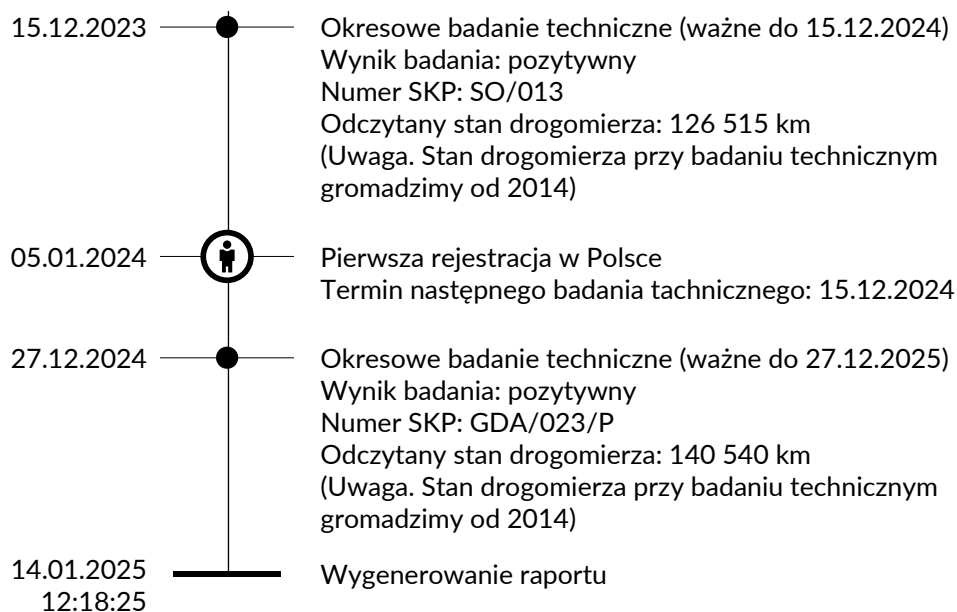 15.12.2023
Okresowe badanie techniczne (ważne do 15.12.2024)
Wynik badania: pozytywny
Numer SKP: SO/013
Odczytany stan drogomierza: 126 515 km
(Uwaga. Stan drogomierza przy badaniu technicznym
gromadzimy od 2014)
05.01.2024
Pierwsza rejestracja w Polsce
Termin następnego badania tachnicznego: 15.12.2024
27.12.2024
Okresowe badanie techniczne (ważne do 27.12.2025)
Wynik badania: pozytywny
Numer SKP: GDA/023/P
Odczytany stan drogomierza: 140 540 km
(Uwaga. Stan drogomierza przy badaniu technicznym
gromadzimy od 2014)
14.01.2025
12:18:25
Wygenerowanie raportu